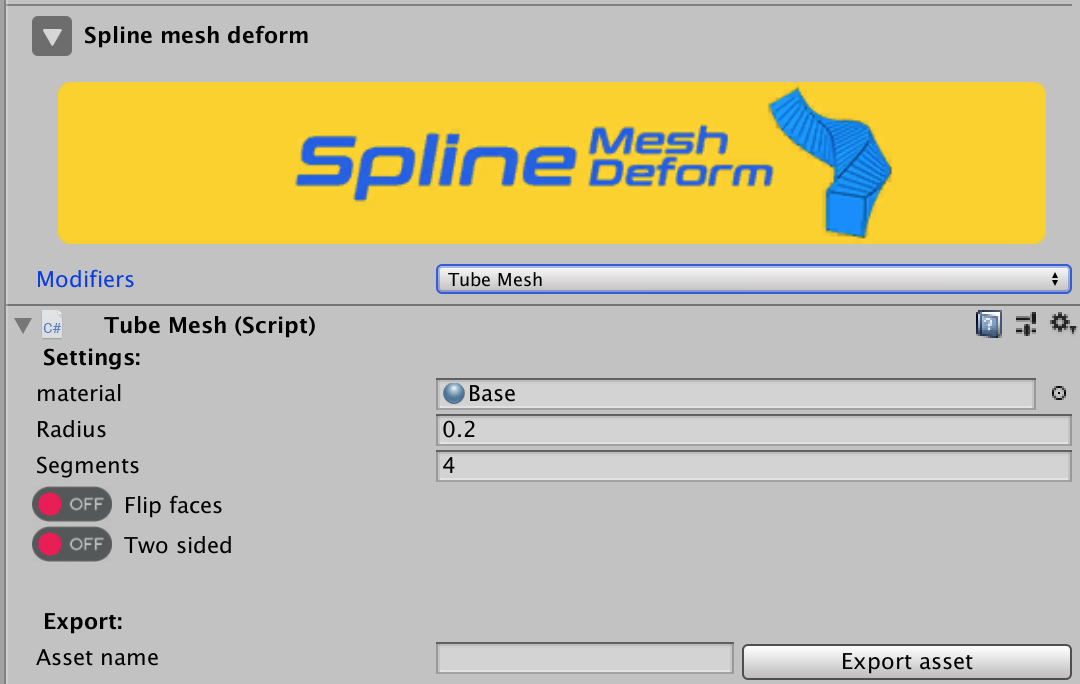 Spline mesh deform
Spline Mesh Deform
Modifiers Tube Mesh
C# Tube Mesh (Script) ?
Settings:
material Base
Radius 0.2
Segments 4
OFF Flip faces
OFF Two sided
Export:
Asset name Export asset